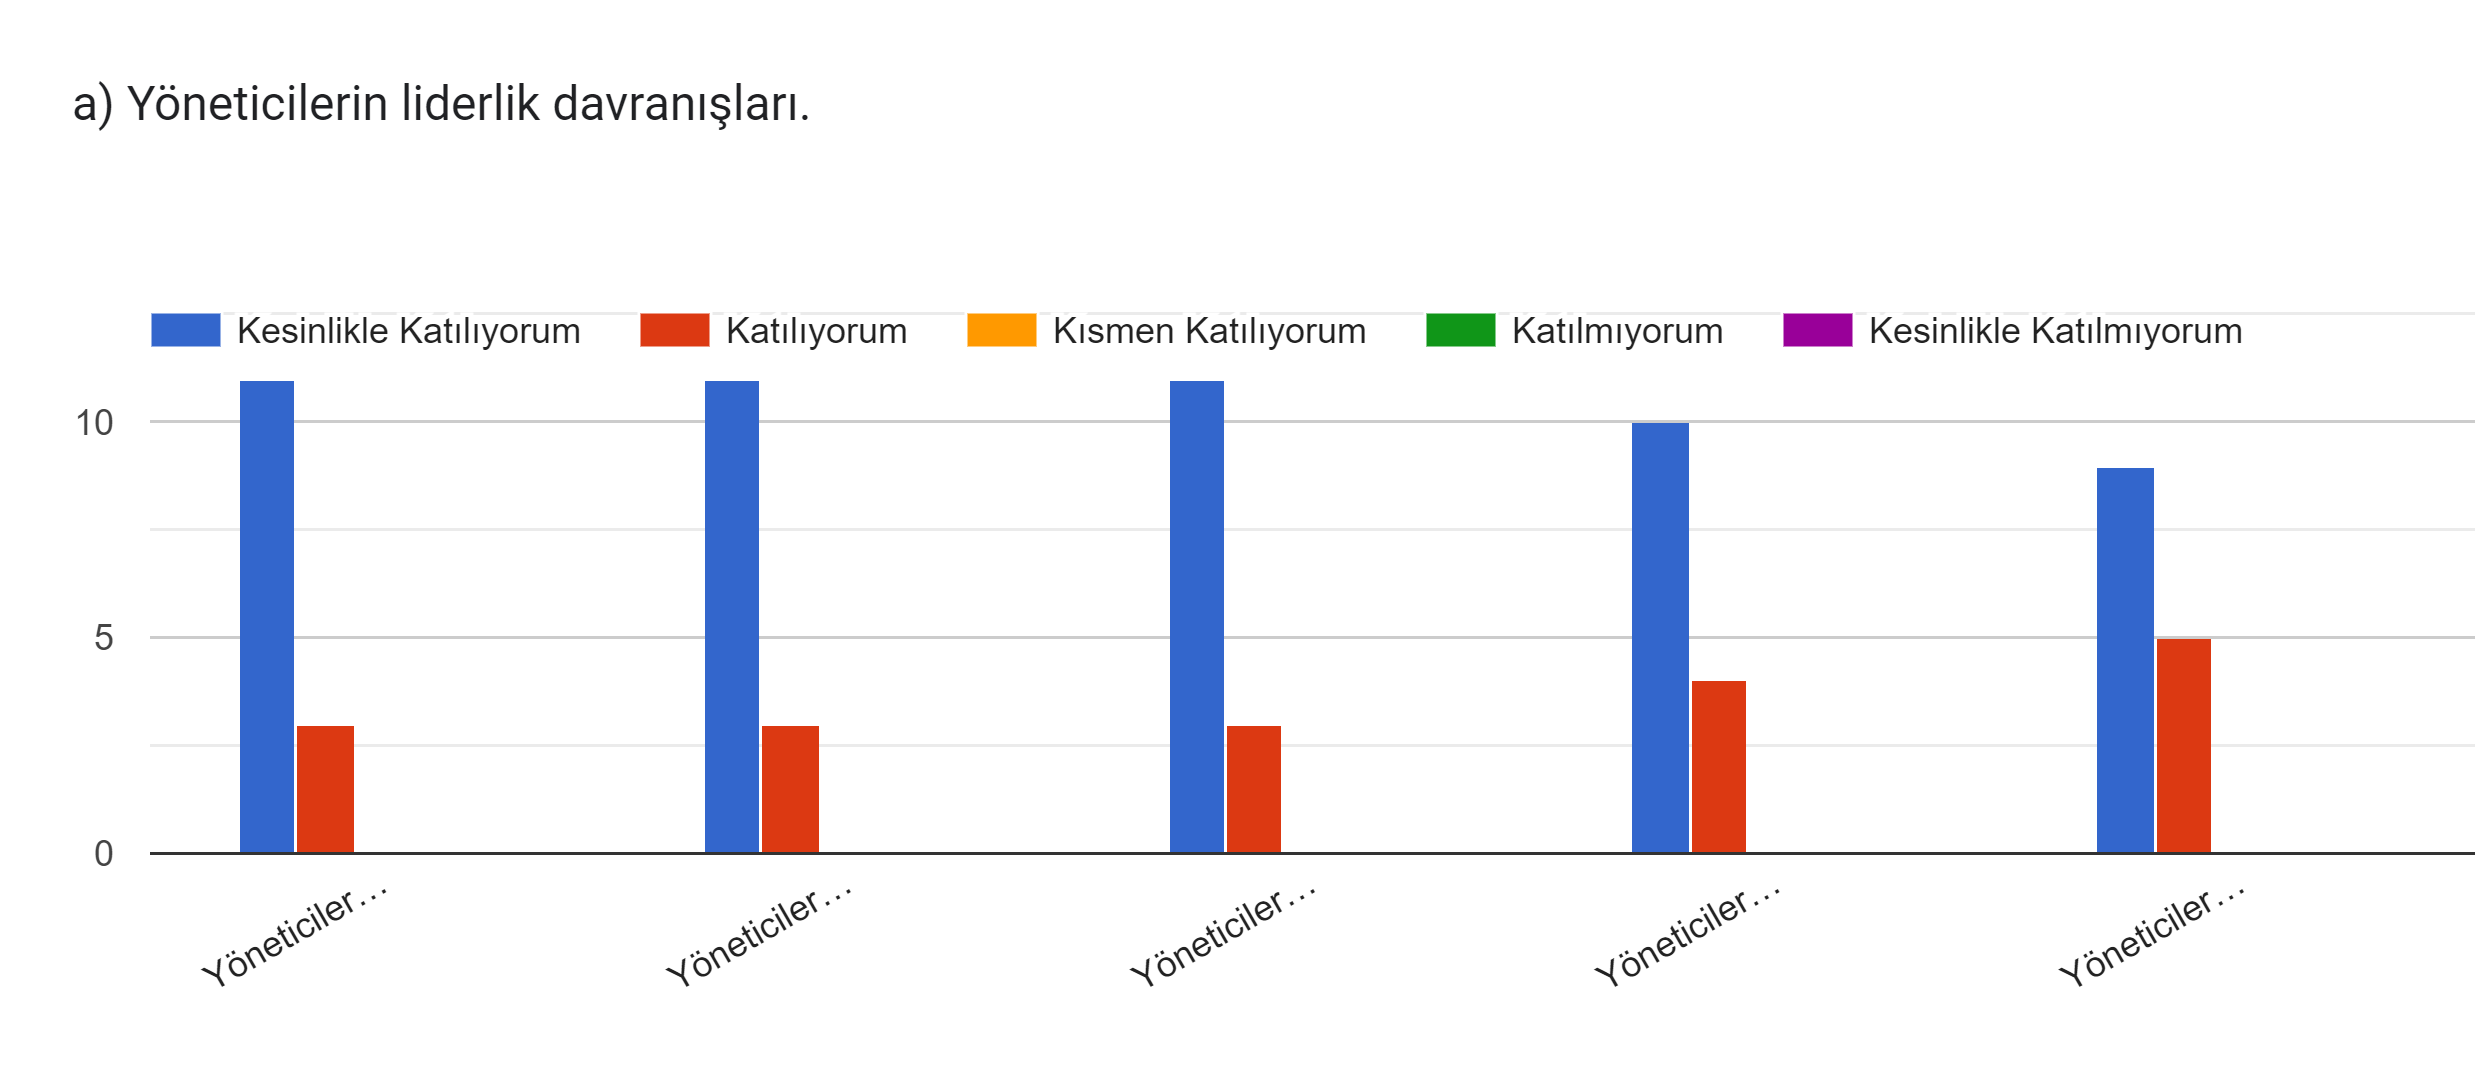 a) Yöneticilerin liderlik davranışları.
Kesinlikle Katılıyorum Katılıyorum Kısmen Katılıyorum Katılmıyorum Kesinlikle Katılmıyorum
10
5
0
Yöneticiler… Yöneticiler… Yöneticiler… Yöneticiler… Yöneticiler…